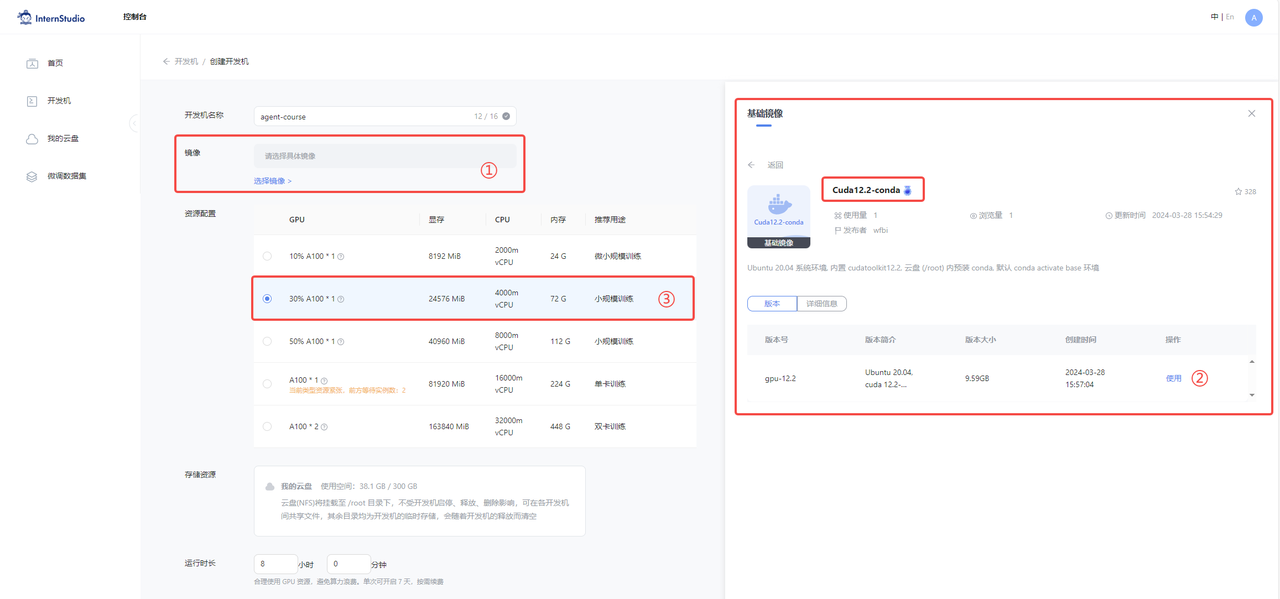 InternStudio
控制台
中 | En
A
首页
开发机
我的云盘
微调数据集
开发机 / 创建开发机
开发机名称
agent-course
12 / 16
镜像
请选择具体镜像
①
选择镜像 >
资源配置
GPU 显存 CPU 内存 推荐用途
10% A100 * 1 8192 MiB 2000m vCPU 24 G 微小规模训练
30% A100 * 1 24576 MiB 4000m vCPU 72 G 小规模训练 ③
50% A100 * 1 40960 MiB 8000m vCPU 112 G 小规模训练
A100 * 1 81920 MiB 16000m vCPU 224 G 单卡训练
当前类型资源紧张，前方等待实例数：2
A100 * 2 163840 MiB 32000m vCPU 448 G 双卡训练
存储资源
我的云盘 使用空间：38.1 GB / 300 GB
云盘(NFS)将挂载至 /root 目录下，不受开发机启停、释放、删除影响，可在各开发机
间共享文件，其余目录均为开发机的临时存储，会随着开发机的释放而清空
运行时长
8 小时 0 分钟
合理使用 GPU 资源，避免算力浪费。单次可开启 7 天，按需续费
基础镜像
返回
Cuda12.2-conda
基础镜像
Cuda12.2-conda
328
使用量 1
浏览量 1
更新时间 2024-03-28 15:54:29
发布者 wfbi
Ubuntu 20.04 系统环境, 内置 cudatoolkit12.2, 云盘 (/root) 内预装 conda, 默认 conda activate base 环境
版本 详细信息
版本号 版本简介 版本大小 创建时间 操作
gpu-12.2 Ubuntu 20.04, cuda 12.2-... 9.59GB 2024-03-28 15:57:04 使用 ②